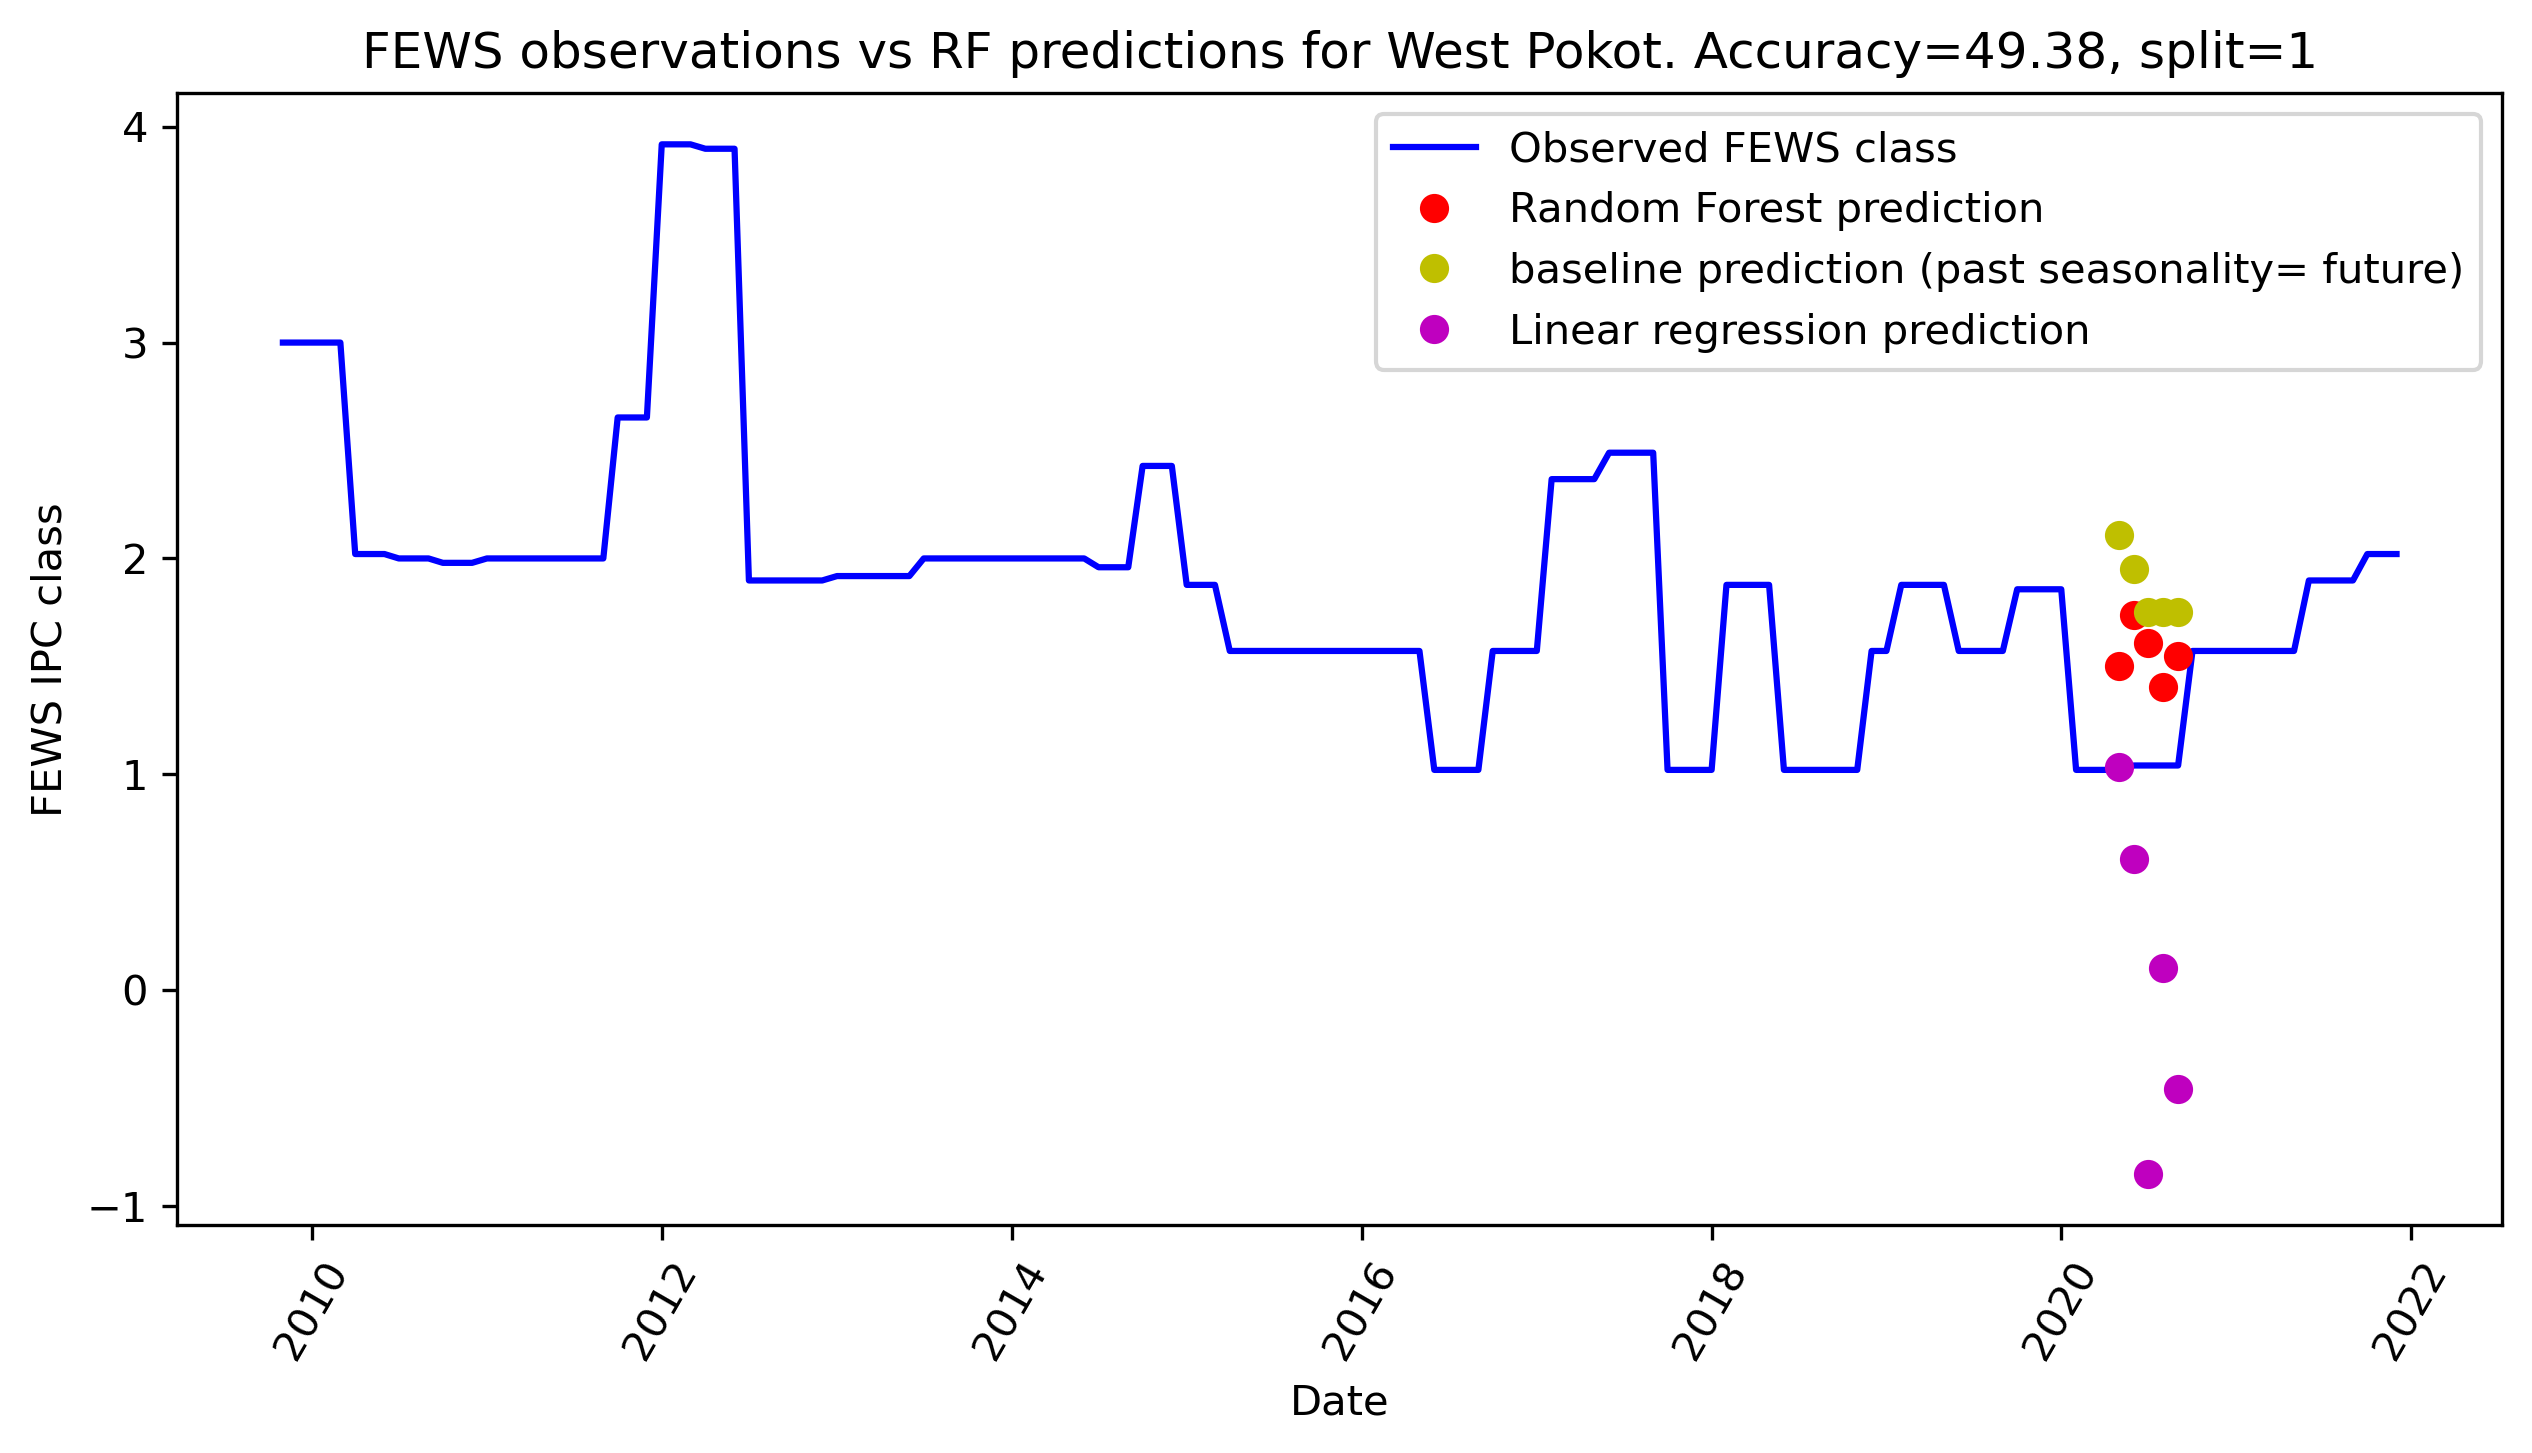 FEWS observations vs RF predictions for West Pokot. Accuracy=49.38, split=1
Observed FEWS class
Random Forest prediction
baseline prediction (past seasonality= future)
Linear regression prediction
FEWS IPC class
4
3
2
1
0
−1
2010
2012
2014
2016
2018
2020
2022
Date